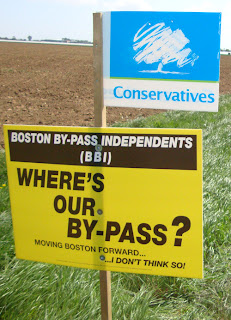 Conservatives
BOSTON BY-PASS INDEPENDENTS
(BBI)
WHERE'S
OUR
BY-PASS?
MOVING BOSTON FORWARD...
...I DON'T THINK SO!